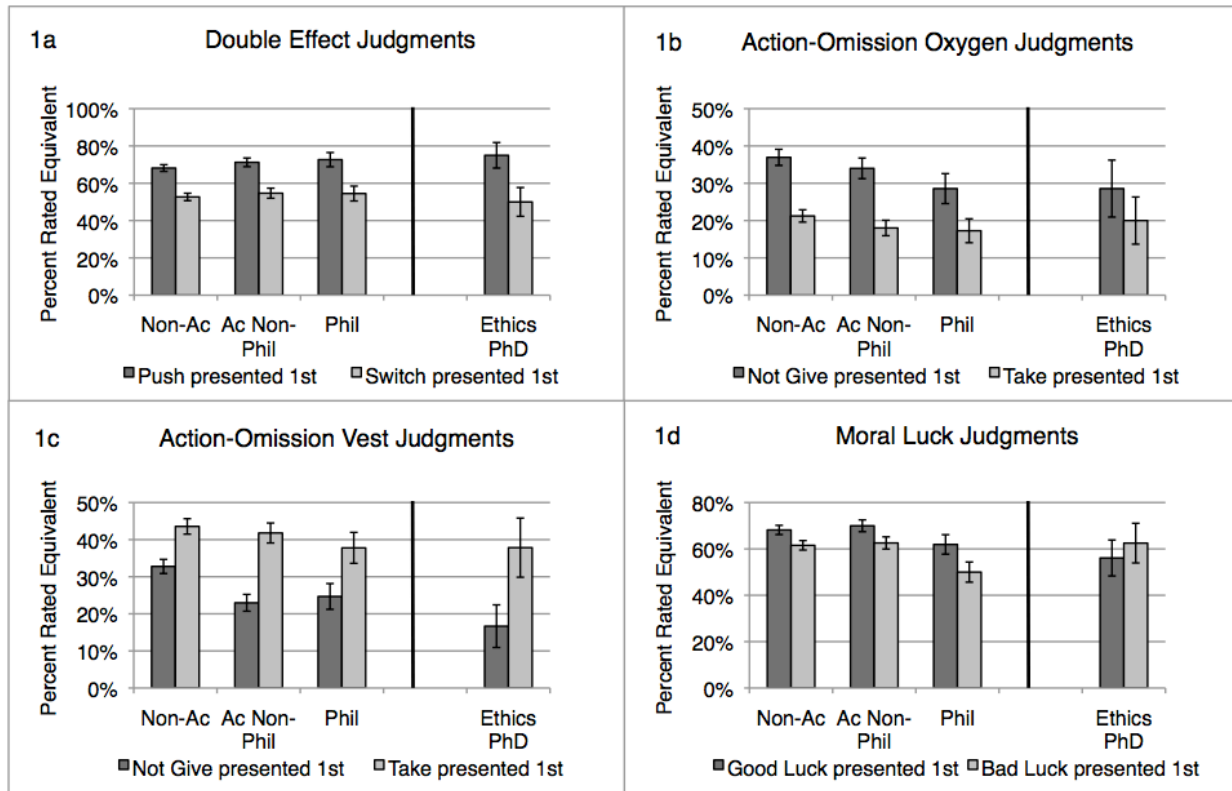 1a Double Effect Judgments
Percent Rated Equivalent
100%
80%
60%
40%
20%
0%
Non-Ac Ac Non- Phil Ethics
Phil PhD
Push presented 1st Switch presented 1st
1b Action-Omission Oxygen Judgments
Percent Rated Equivalent
50%
40%
30%
20%
10%
0%
Non-Ac Ac Non- Phil Ethics
Phil PhD
Not Give presented 1st Take presented 1st
1c Action-Omission Vest Judgments
Percent Rated Equivalent
50%
40%
30%
20%
10%
0%
Non-Ac Ac Non- Phil Ethics
Phil PhD
Not Give presented 1st Take presented 1st
1d Moral Luck Judgments
Percent Rated Equivalent
80%
60%
40%
20%
0%
Non-Ac Ac Non- Phil Ethics
Phil PhD
Good Luck presented 1st Bad Luck presented 1st